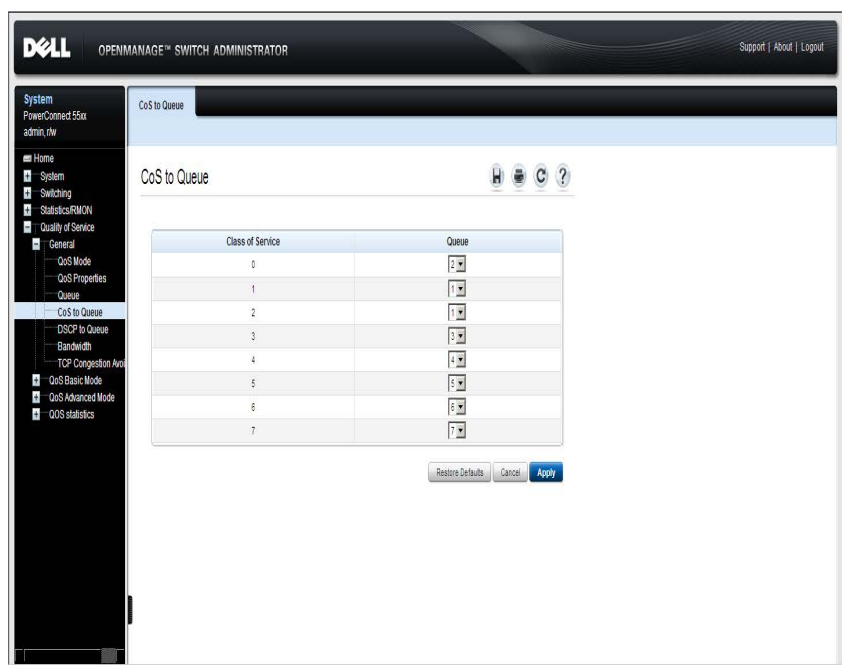 DELL OPENMANAGE™ SWITCH ADMINISTRATOR
Support | About | Logout
System
PowerConnect 55xx
admin, r/w
Home
System
Switching
Statistics/RMON
Quality of Service
General
QoS Mode
QoS Properties
Queue
CoS to Queue
DSCP to Queue
Bandwidth
TCP Congestion Avoi
QoS Basic Mode
QoS Advanced Mode
QOS statistics
CoS to Queue
CoS to Queue
Class of Service Queue
0 2
1 1
2 1
3 3
4 4
5 5
6 6
7 7
Restore Defaults Cancel Apply